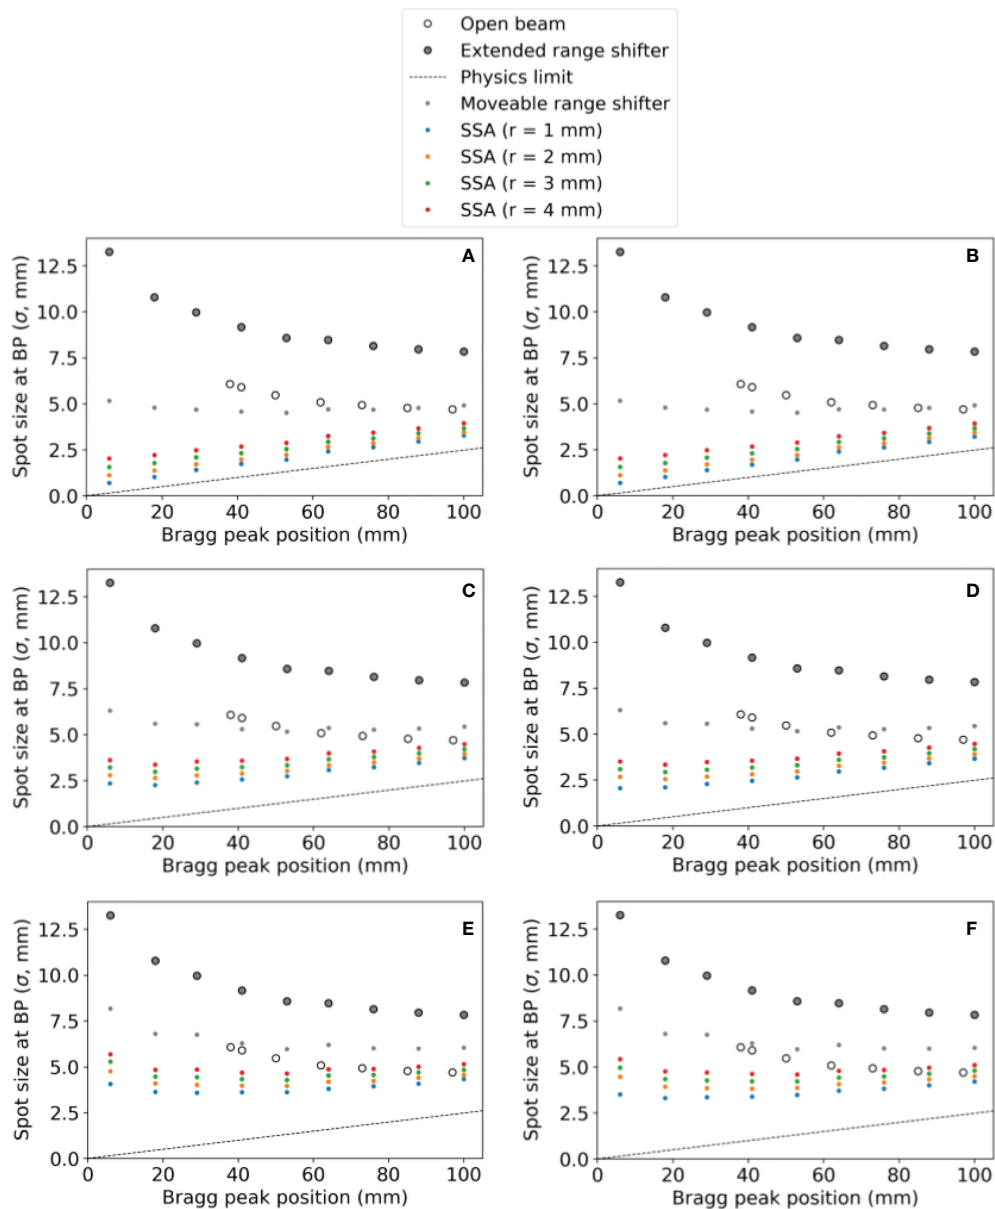 Open beam
Extended range shifter
Physics limit
Moveable range shifter
SSA (r = 1 mm)
SSA (r = 2 mm)
SSA (r = 3 mm)
SSA (r = 4 mm)
A
Spot size at BP (σ, mm)
12.5
10.0
7.5
5.0
2.5
0.0
0 20 40 60 80 100
Bragg peak position (mm)
B
Spot size at BP (σ, mm)
12.5
10.0
7.5
5.0
2.5
0.0
0 20 40 60 80 100
Bragg peak position (mm)
C
Spot size at BP (σ, mm)
12.5
10.0
7.5
5.0
2.5
0.0
0 20 40 60 80 100
Bragg peak position (mm)
D
Spot size at BP (σ, mm)
12.5
10.0
7.5
5.0
2.5
0.0
0 20 40 60 80 100
Bragg peak position (mm)
E
Spot size at BP (σ, mm)
12.5
10.0
7.5
5.0
2.5
0.0
0 20 40 60 80 100
Bragg peak position (mm)
F
Spot size at BP (σ, mm)
12.5
10.0
7.5
5.0
2.5
0.0
0 20 40 60 80 100
Bragg peak position (mm)